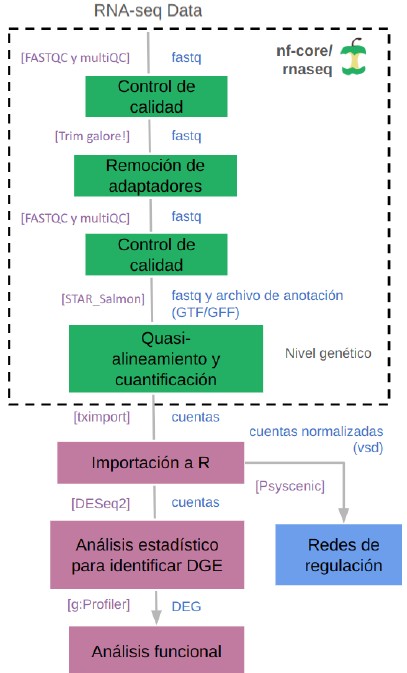 RNA-seq Data
nf-core/
rnaseq
[FASTQC y multiQC]
fastq
Control de
calidad
[Trim galore!]
fastq
Remoción de
adaptadores
[FASTQC y multiQC]
fastq
Control de
calidad
[STAR_Salmon]
fastq y archivo de anotación
(GTF/GFF)
Quasi-
alineamiento y
cuantificación
Nivel genético
[tximport]
cuentas
cuentas normalizadas
(vsd)
Importación a R
[Psyscenic]
[DESeq2]
cuentas
Análisis estadístico
para identificar DGE
Redes de
regulación
[g:Profiler]
DEG
Análisis funcional